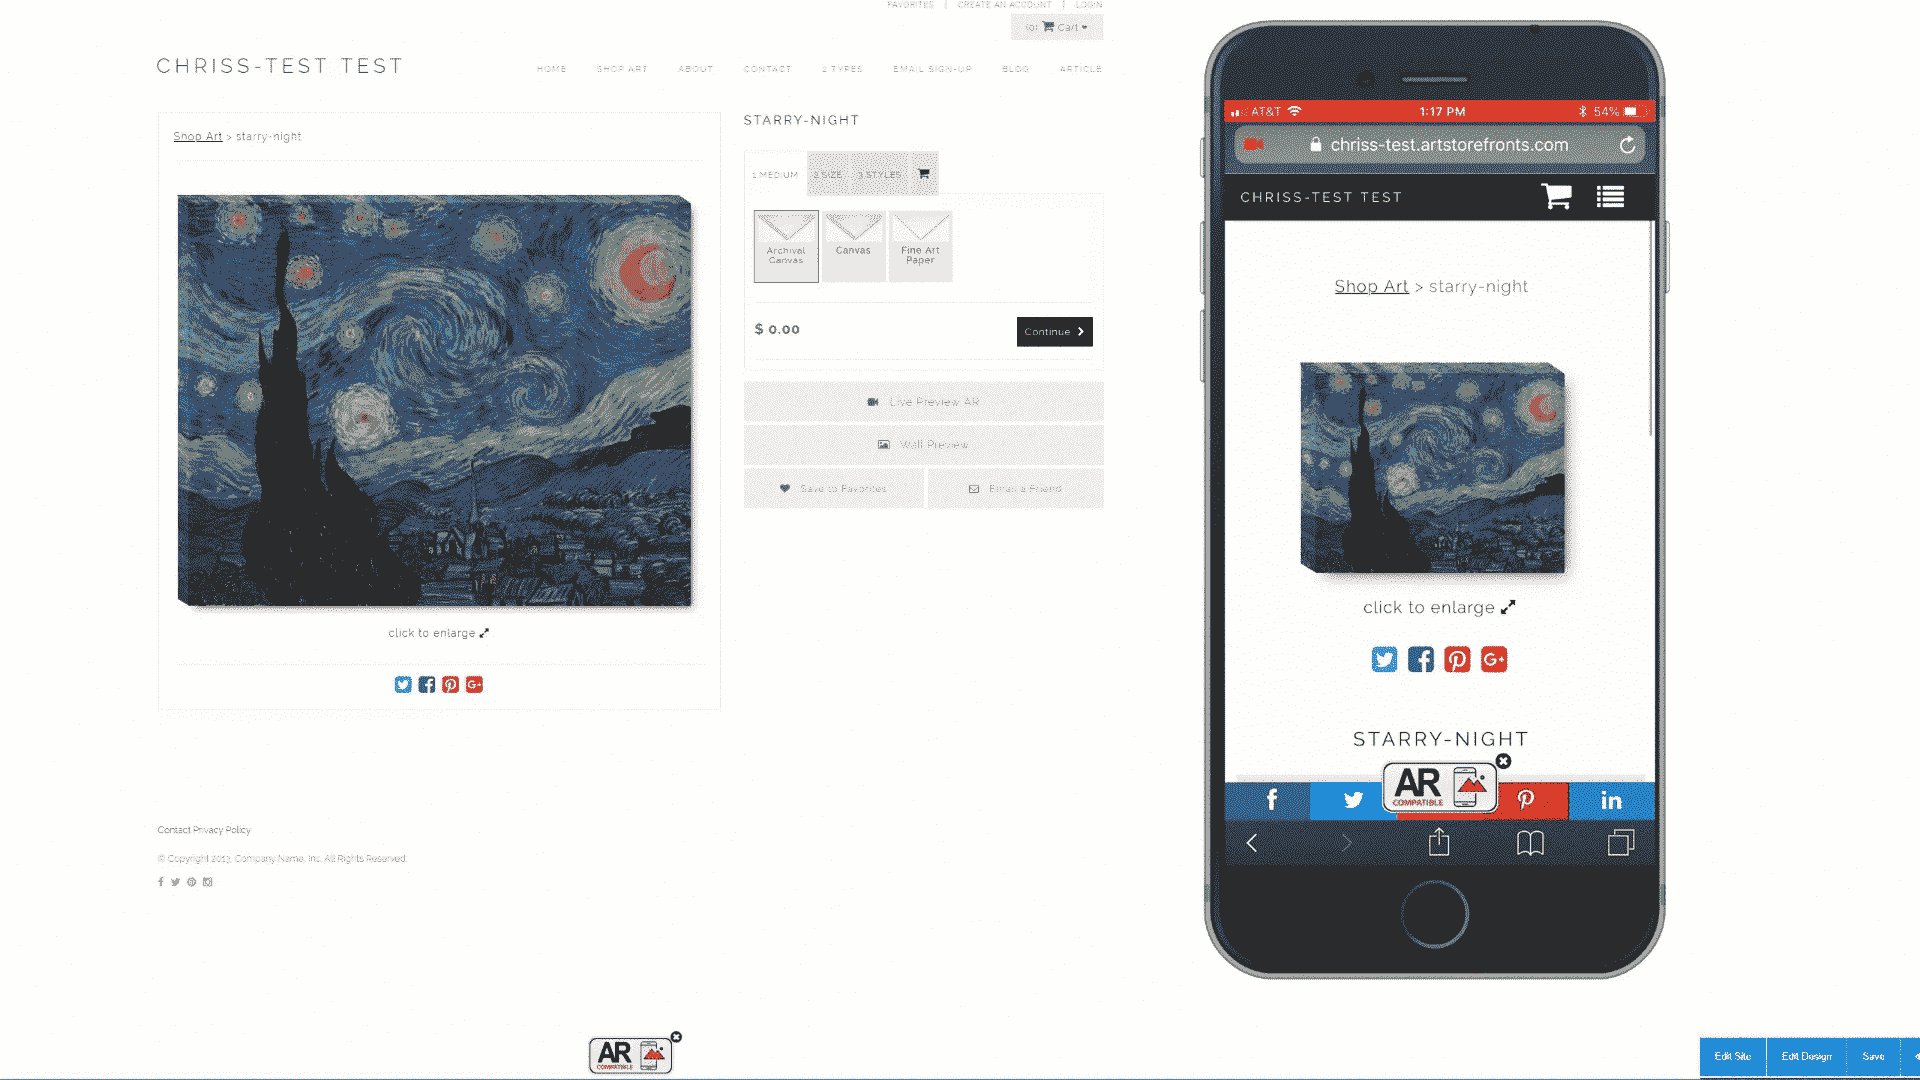 FAVORITES | CREATE AN ACCOUNT | LOGIN
(0) Cart
CHRISS-TEST TEST
HOME SHOP ART ABOUT CONTACT 2 TYPES EMAIL SIGN-UP BLOG ARTICLE
Shop Art > starry-night
click to enlarge
STARRY-NIGHT
1 MEDIUM 2 SIZE 3 STYLES
Archival Canvas
Canvas
Fine Art Paper
$ 0.00
Continue
Live Preview AR
Wall Preview
Save to Favorites
Email a Friend
Contact Privacy Policy
© Copyright 2013, Company Name, Inc. All Rights Reserved.
AR
COMPATIBLE
AT&T 1:17 PM 54%
chriss-test.artstorefronts.com
CHRISS-TEST TEST
Shop Art > starry-night
click to enlarge
STARRY-NIGHT
AR
COMPATIBLE
Edit Site Edit Design Save